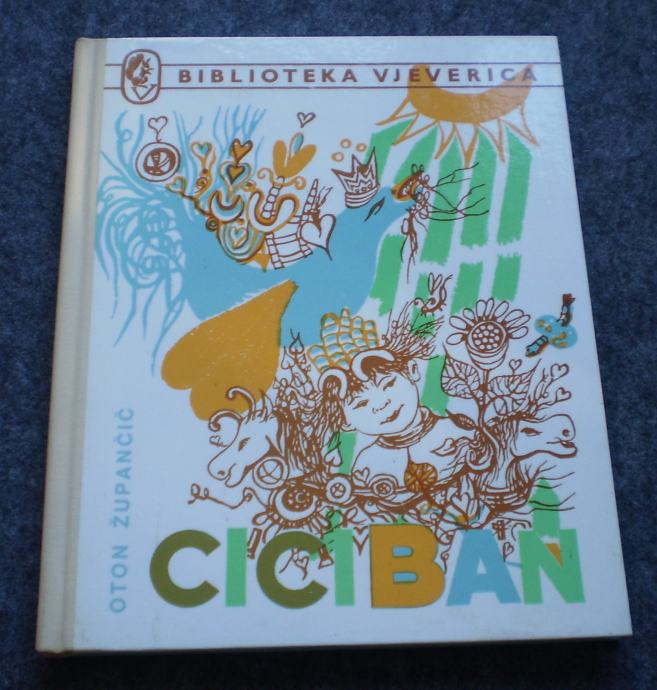 BIBLIOTEKA VJEVERICA
OTON ŽUPANČIČ
CICIBAN